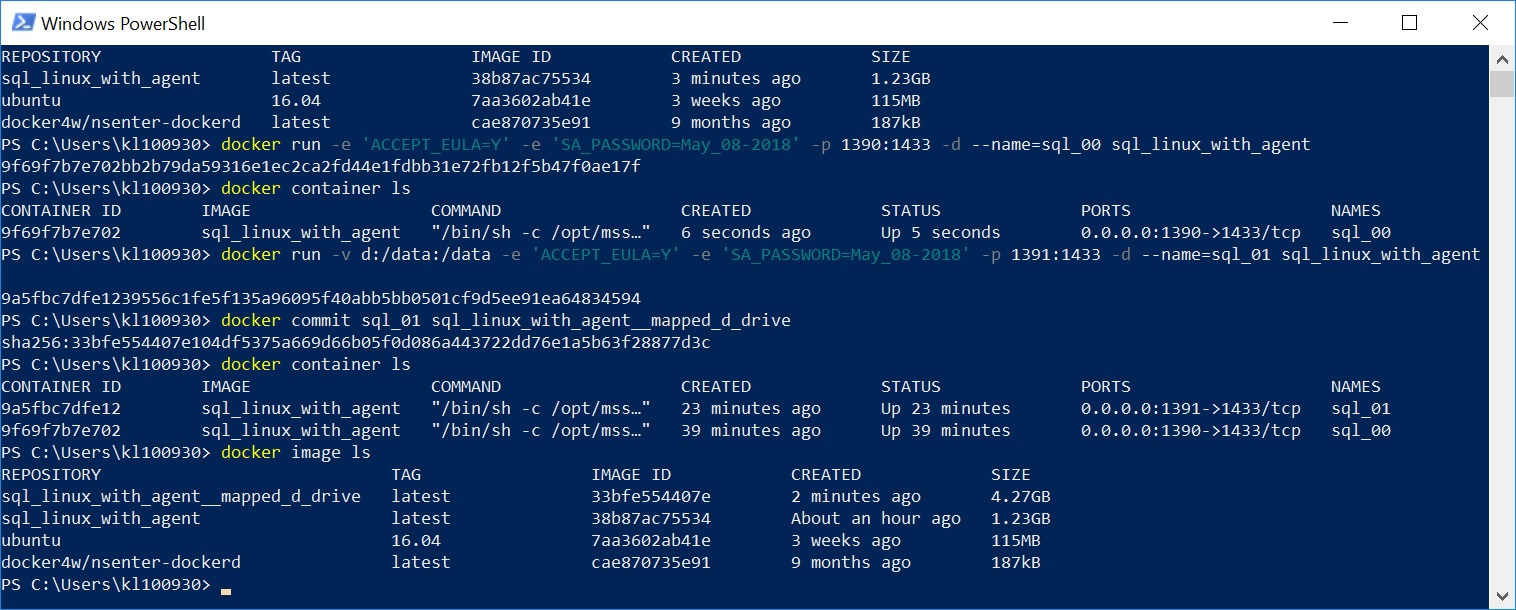 Windows PowerShell
REPOSITORY TAG IMAGE ID CREATED SIZE
sql_linux_with_agent latest 38b87ac75534 3 minutes ago 1.23GB
ubuntu 16.04 7aa3602ab41e 3 weeks ago 115MB
docker4w/nsenter-dockerd latest cae870735e91 9 months ago 187kB
PS C:\Users\kl100930> docker run -e 'ACCEPT_EULA=Y' -e 'SA_PASSWORD=May_08-2018' -p 1390:1433 -d --name=sql_00 sql_linux_with_agent
9f69f7b7e702bb2b79da59316e1ec2ca2fd44e1fdbb31e72fb12f5b47f0ae17f
PS C:\Users\kl100930> docker container ls
CONTAINER ID IMAGE COMMAND CREATED STATUS PORTS NAMES
9f69f7b7e702 sql_linux_with_agent "/bin/sh -c /opt/mss…" 6 seconds ago Up 5 seconds 0.0.0.0:1390->1433/tcp sql_00
PS C:\Users\kl100930> docker run -v d:/data:/data -e 'ACCEPT_EULA=Y' -e 'SA_PASSWORD=May_08-2018' -p 1391:1433 -d --name=sql_01 sql_linux_with_agent
9a5fbc7dfe1239556c1fe5f135a96095f40abb5bb0501cf9d5ee91ea64834594
PS C:\Users\kl100930> docker commit sql_01 sql_linux_with_agent__mapped_d_drive
sha256:33bfe554407e104df5375a669d66b05f0d086a443722dd76e1a5b63f28877d3c
PS C:\Users\kl100930> docker container ls
CONTAINER ID IMAGE COMMAND CREATED STATUS PORTS NAMES
9a5fbc7dfe12 sql_linux_with_agent "/bin/sh -c /opt/mss…" 23 minutes ago Up 23 minutes 0.0.0.0:1391->1433/tcp sql_01
9f69f7b7e702 sql_linux_with_agent "/bin/sh -c /opt/mss…" 39 minutes ago Up 39 minutes 0.0.0.0:1390->1433/tcp sql_00
PS C:\Users\kl100930> docker image ls
REPOSITORY TAG IMAGE ID CREATED SIZE
sql_linux_with_agent__mapped_d_drive latest 33bfe554407e 2 minutes ago 4.27GB
sql_linux_with_agent latest 38b87ac75534 About an hour ago 1.23GB
ubuntu 16.04 7aa3602ab41e 3 weeks ago 115MB
docker4w/nsenter-dockerd latest cae870735e91 9 months ago 187kB
PS C:\Users\kl100930>